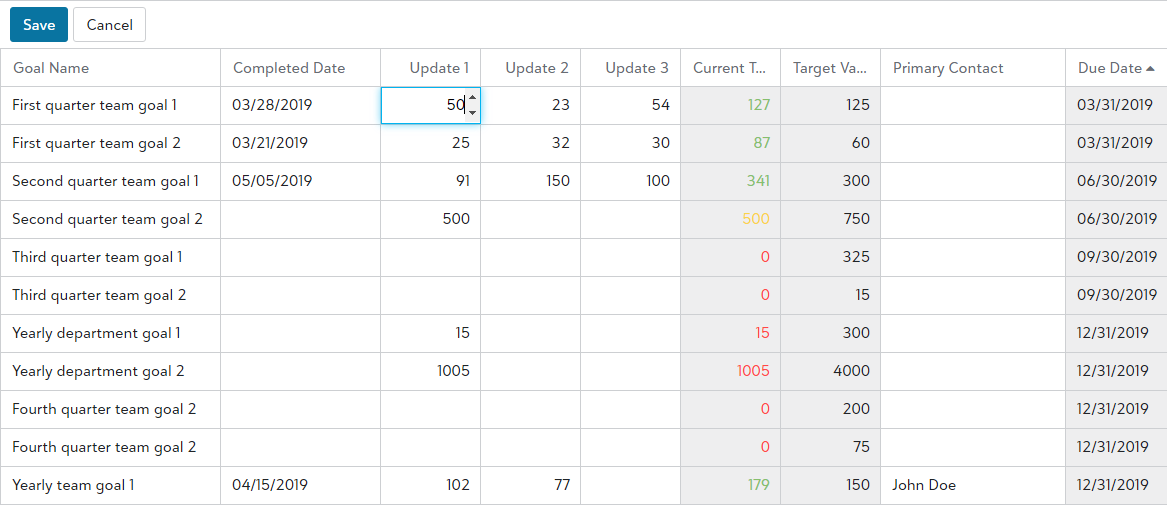 Save Cancel
Goal Name Completed Date Update 1 Update 2 Update 3 Current T... Target Va... Primary Contact Due Date
First quarter team goal 1 03/28/2019 50 23 54 127 125 03/31/2019
First quarter team goal 2 03/21/2019 25 32 30 87 60 03/31/2019
Second quarter team goal 1 05/05/2019 91 150 100 341 300 06/30/2019
Second quarter team goal 2 500 500 750 06/30/2019
Third quarter team goal 1 0 325 09/30/2019
Third quarter team goal 2 0 15 09/30/2019
Yearly department goal 1 15 15 300 12/31/2019
Yearly department goal 2 1005 1005 4000 12/31/2019
Fourth quarter team goal 2 0 200 12/31/2019
Fourth quarter team goal 2 0 75 12/31/2019
Yearly team goal 1 04/15/2019 102 77 179 150 John Doe 12/31/2019